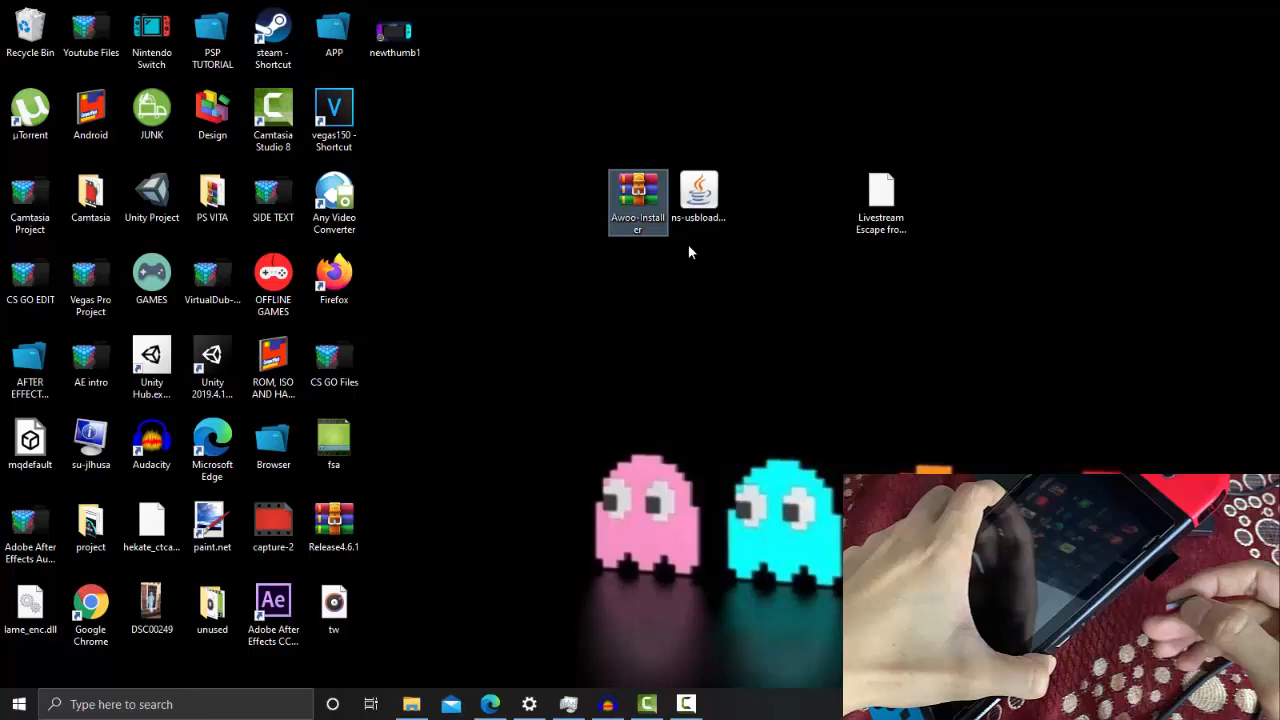 Recycle Bin
Youtube Files
Nintendo
Switch
PSP
TUTORIAL
steam -
Shortcut
APP
newthumb1
µTorrent
Android
JUNK
Design
Camtasia
Studio 8
V
vegas150 -
Shortcut
Awoo-Install
er
ns-usbload...
Livestream
Escape fro...
Camtasia
Project
Camtasia
Unity Project
PS VITA
SIDE TEXT
Any Video
Converter
CS GO EDIT
Vegas Pro
Project
GAMES
VirtualDub-...
OFFLINE
GAMES
Firefox
AFTER
EFFECT...
AE intro
Unity
Hub.ex...
Unity
2019.4.1...
ROM, ISO
AND HA...
CS GO Files
mqdefault
su-jlhusa
Audacity
Microsoft
Edge
Browser
fsa
Adobe After
Effects Au...
project
hekate_ctca...
paint.net
capture-2
Release4.6.1
lame_enc.dll
Google
Chrome
DSC00249
unused
Ae
Adobe After
Effects CC...
tw
Type here to search